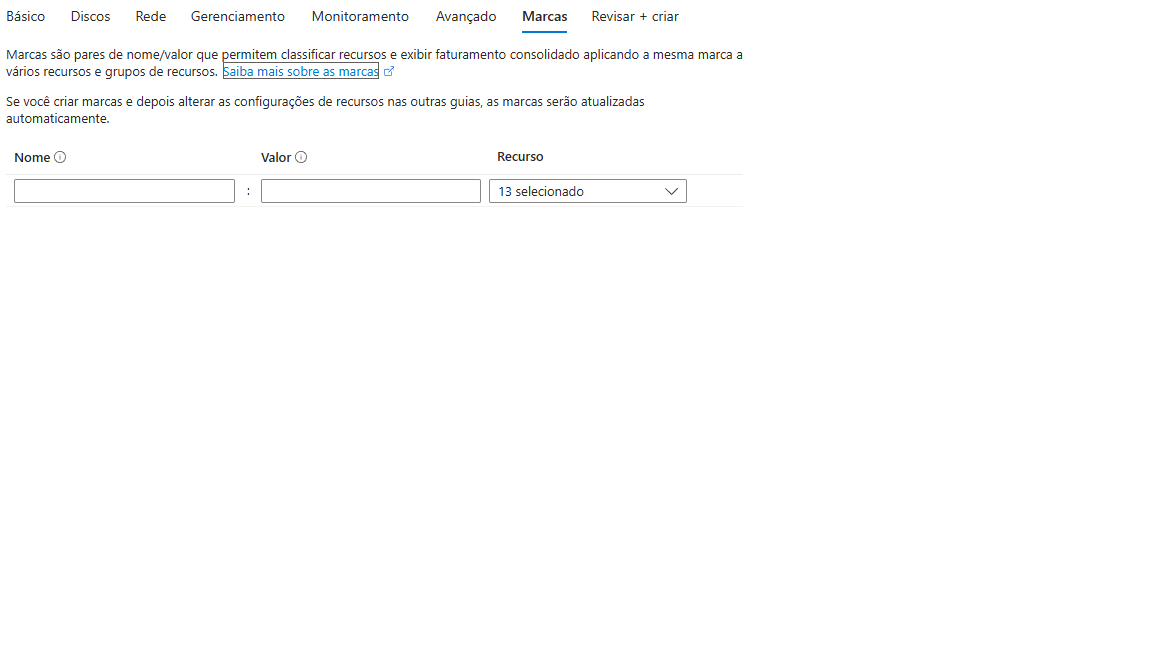 Básico Discos Rede Gerenciamento Monitoramento Avançado Marcas Revisar + criar
Marcas são pares de nome/valor que permitem classificar recursos e exibir faturamento consolidado aplicando a mesma marca a
vários recursos e grupos de recursos. Saiba mais sobre as marcas
Se você criar marcas e depois alterar as configurações de recursos nas outras guias, as marcas serão atualizadas
automaticamente.
Nome Valor Recurso
: 13 selecionado